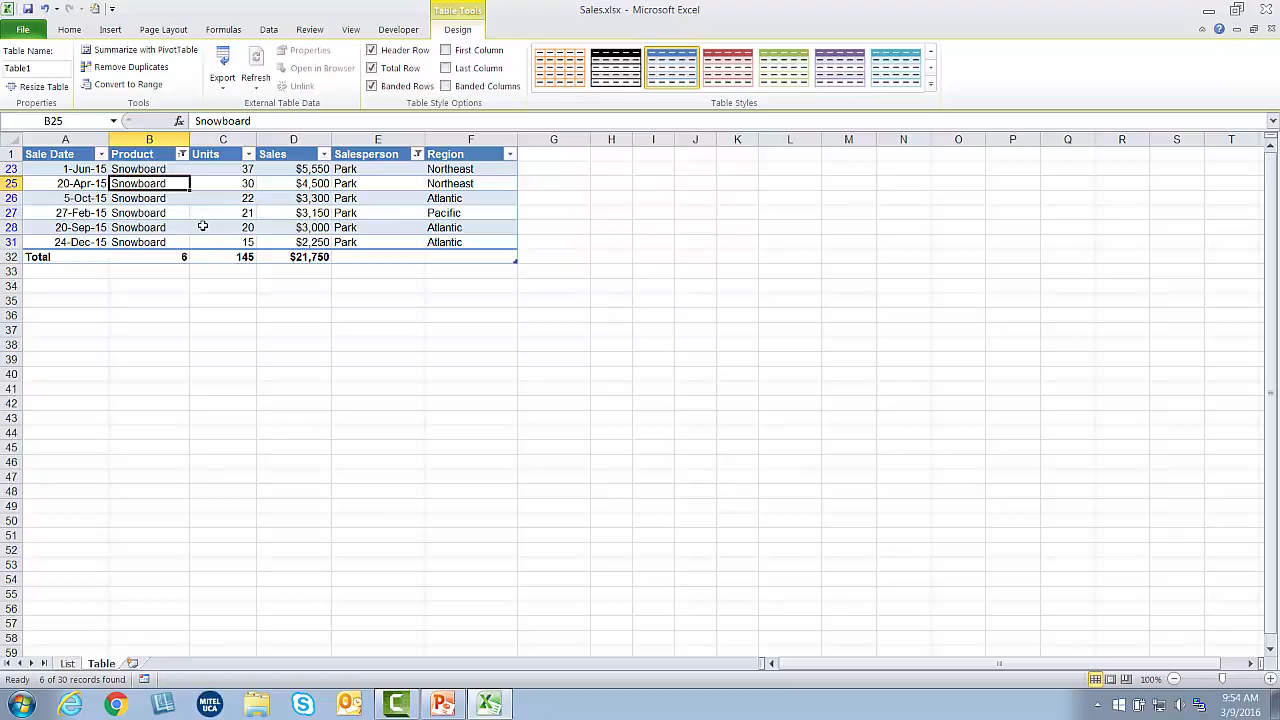 Table Tools
Sales.xlsx - Microsoft Excel
File Home Insert Page Layout Formulas Data Review View Developer Design
Table Name:
Table1
Resize Table
Properties
Summarize with PivotTable
Convert to Range
Tools
Export
Refresh
Properties
Open in Browser
Unlink
External Table Data
Header Row
Total Row
Banded Rows
First Column
Last Column
Banded Columns
Table Style Options
Table Styles
B25 fx Snowboard
A B C D E F G H I J K L M N O P Q R S T
1 Sale Date Product Units Sales Salesperson Region
23 1-Jun-15 Snowboard 37 $5,550 Park Northeast
25 20-Apr-15 Snowboard 30 $4,500 Park Northeast
26 5-Oct-15 Snowboard 22 $3,300 Park Atlantic
27 27-Feb-15 Snowboard 21 $3,150 Park Pacific
28 20-Sep-15 Snowboard 20 $3,000 Park Atlantic
31 24-Dec-15 Snowboard 15 $2,250 Park Atlantic
32 Total 6 145 $21,750
33
34
35
36
37
38
39
40
41
42
43
44
45
46
47
48
49
50
51
52
53
54
55
56
57
58
59
List Table
Ready 6 of 30 records found 100%
MITEL
UCA
9:54 AM
3/9/2016